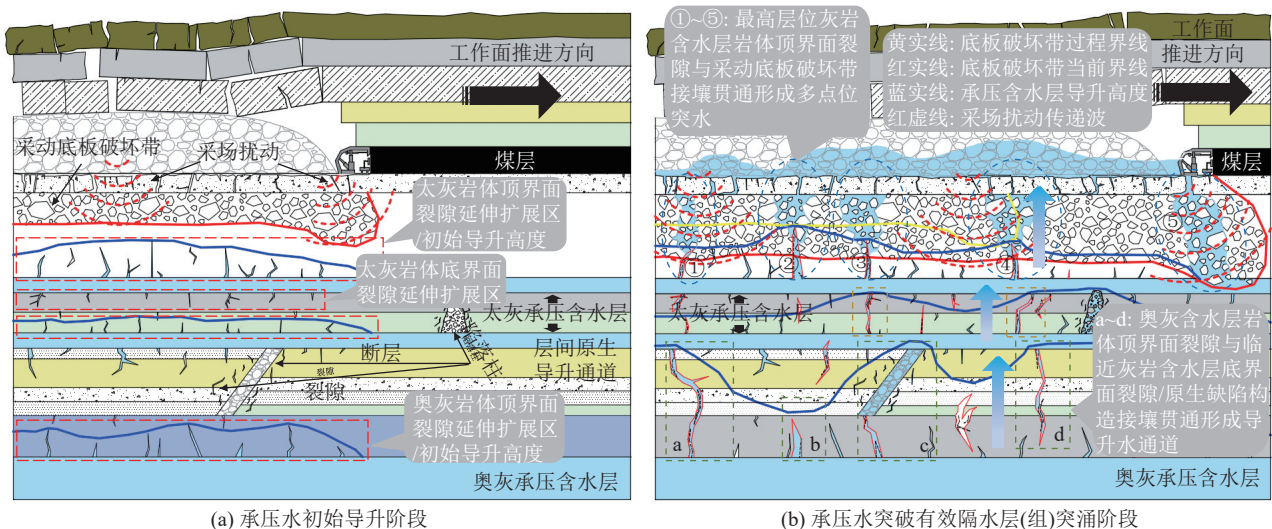 工作面推进方向
采动底板破坏带
采场扰动
煤层
太灰岩体顶界面
裂隙延伸扩展区
/初始导升高度
太灰岩体底界面
裂隙延伸扩展区
太灰承压含水层
陷落柱
层间原生
导升通道
断层
裂隙
裂隙
奥灰岩体顶界面
裂隙延伸扩展区
/初始导升高度
奥灰承压含水层
(a) 承压水初始导升阶段
①~⑤: 最高层位灰岩
含水层岩体顶界面裂
隙与采动底板破坏带
接壤贯通形成多点位
突水
工作面
推进方向
黄实线: 底板破坏带过程界线
红实线: 底板破坏带当前界线
蓝实线: 承压含水层导升高度
红虚线: 采场扰动传递波
煤层
①
②
③
④
太灰承压含水层
a~d: 奥灰含水层岩
体顶界面裂隙与临
近灰岩含水层底界
面裂隙/原生缺陷构
造接壤贯通形成导
升水通道
a
b
c
d
奥灰承压含水层
(b) 承压水突破有效隔水层(组)突涌阶段